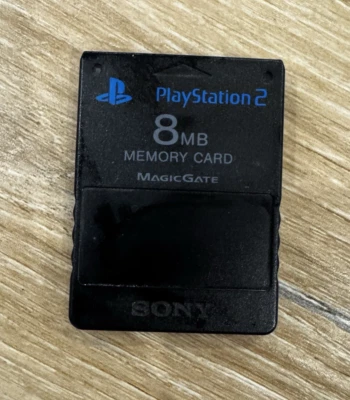 PlayStation 2
8MB
MEMORY CARD
MAGICGATE
SONY